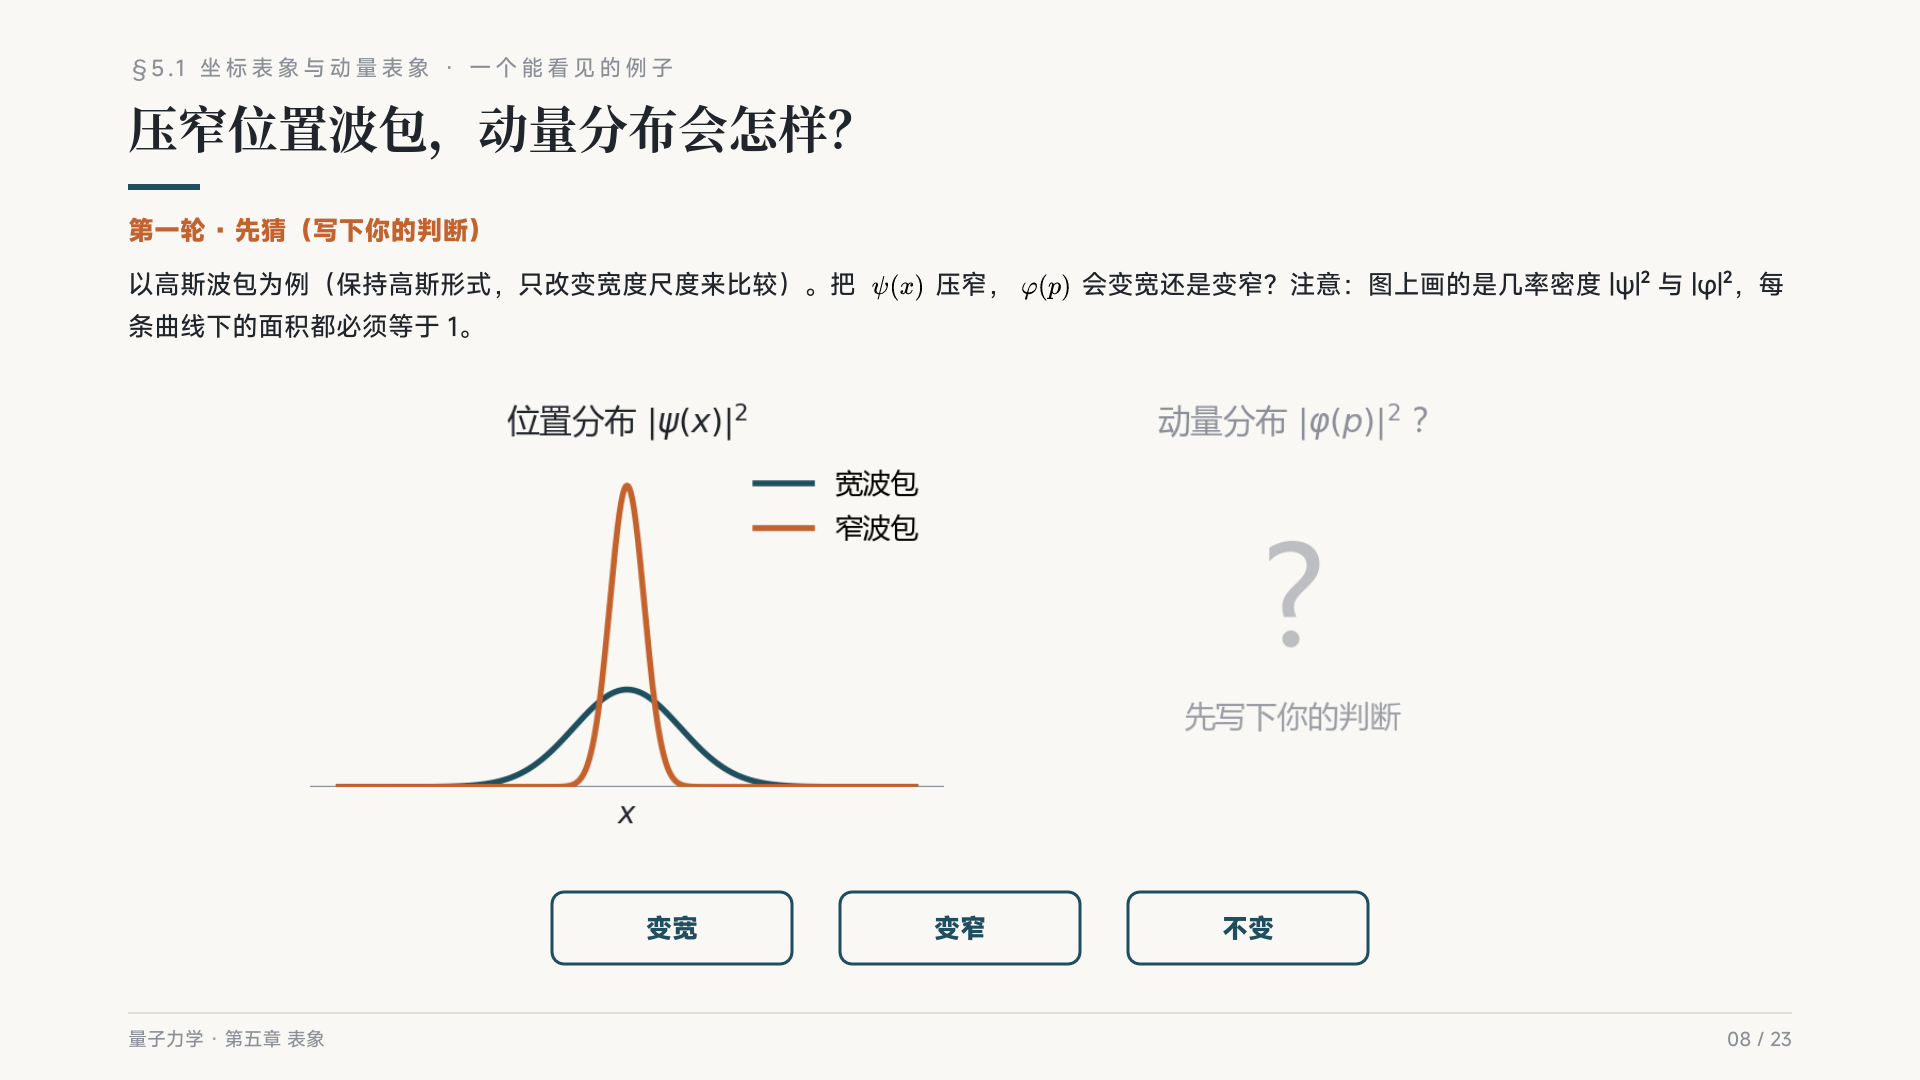 §5.1 坐标表象与动量表象 · 一个能看见的例子
压窄位置波包，动量分布会怎样？
第一轮 · 先猜（写下你的判断）
以高斯波包为例（保持高斯形式，只改变宽度尺度来比较）。把 ψ(x) 压窄， φ(p) 会变宽还是变窄？注意：图上画的是几率密度 |ψ|² 与 |φ|²，每
条曲线下的面积都必须等于 1。
位置分布 |ψ(x)|²
宽波包
窄波包
x
动量分布 |φ(p)|² ?
?
先写下你的判断
变宽
变窄
不变
量子力学 · 第五章 表象
08 / 23